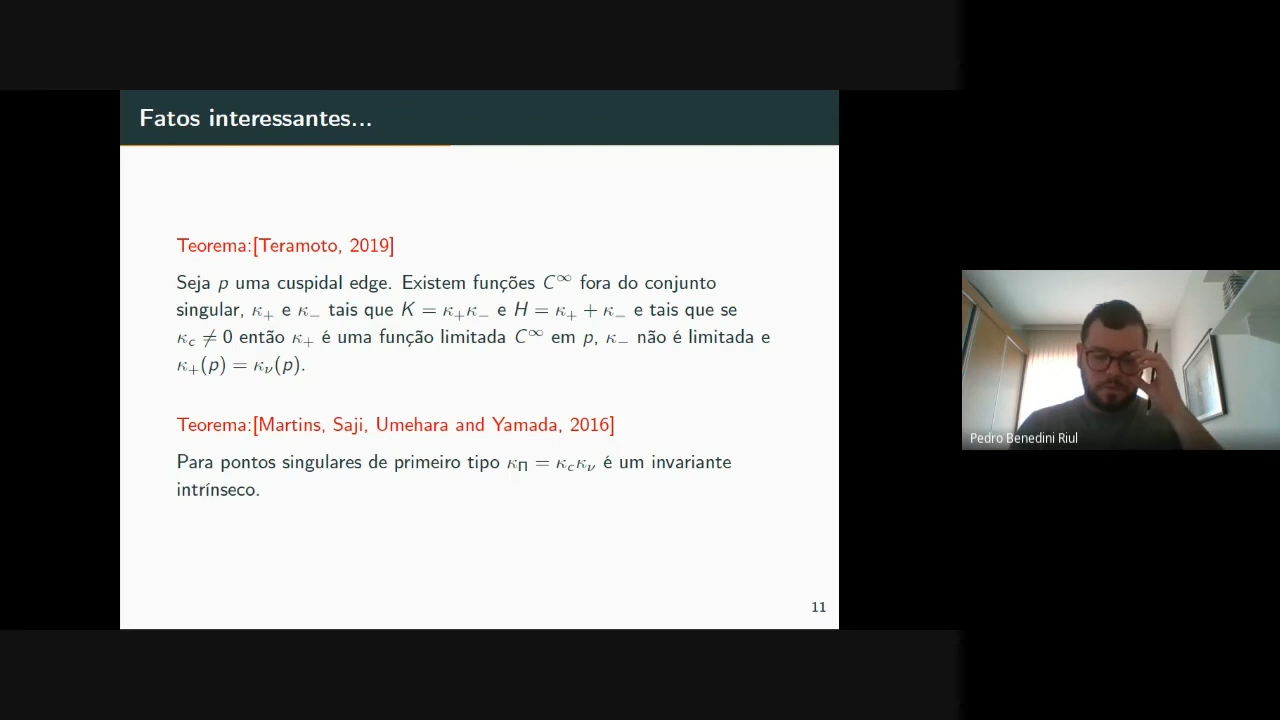 Fatos interessantes...
Teorema:[Teramoto, 2019]
Seja p uma cuspidal edge. Existem funções C^∞ fora do conjunto
singular, κ₊ e κ₋ tais que K = κ₊κ₋ e H = κ₊ + κ₋ e tais que se
κ_c ≠ 0 então κ₊ é uma função limitada C^∞ em p, κ₋ não é limitada e
κ₊(p) = κ_ν(p).
Teorema:[Martins, Saji, Umehara and Yamada, 2016]
Para pontos singulares de primeiro tipo κ_Π = κ_cκ_ν é um invariante
intrínseco.
11
Pedro Benedini Riul